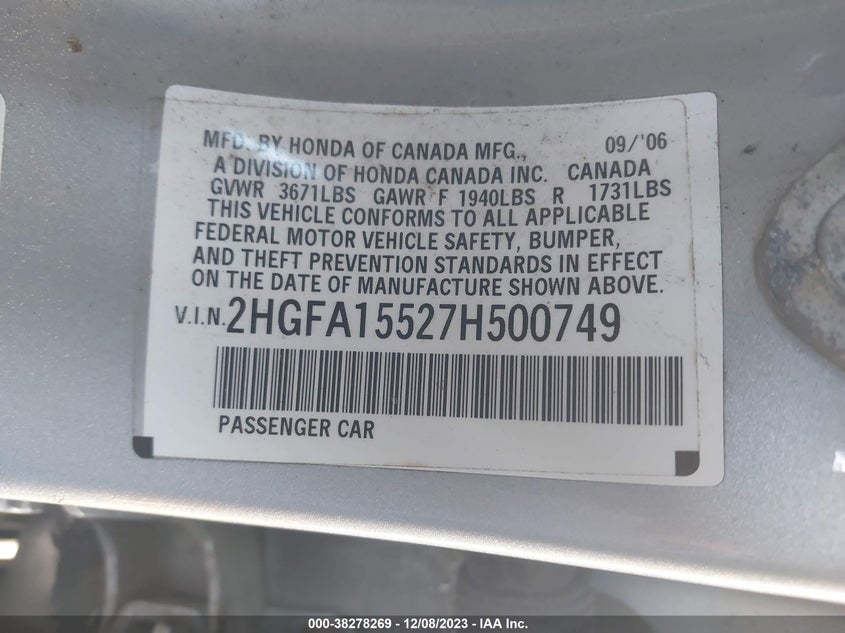 MFD. BY HONDA OF CANADA MFG., 09/'06
A DIVISION OF HONDA CANADA INC. CANADA
GVWR 3671LBS GAWR F 1940LBS R 1731LBS
THIS VEHICLE CONFORMS TO ALL APPLICABLE
FEDERAL MOTOR VEHICLE SAFETY, BUMPER,
AND THEFT PREVENTION STANDARDS IN EFFECT
ON THE DATE OF MANUFACTURE SHOWN ABOVE.
V.I.N. 2HGFA15527H500749
PASSENGER CAR
000-38278269 - 12/08/2023 - IAA Inc.